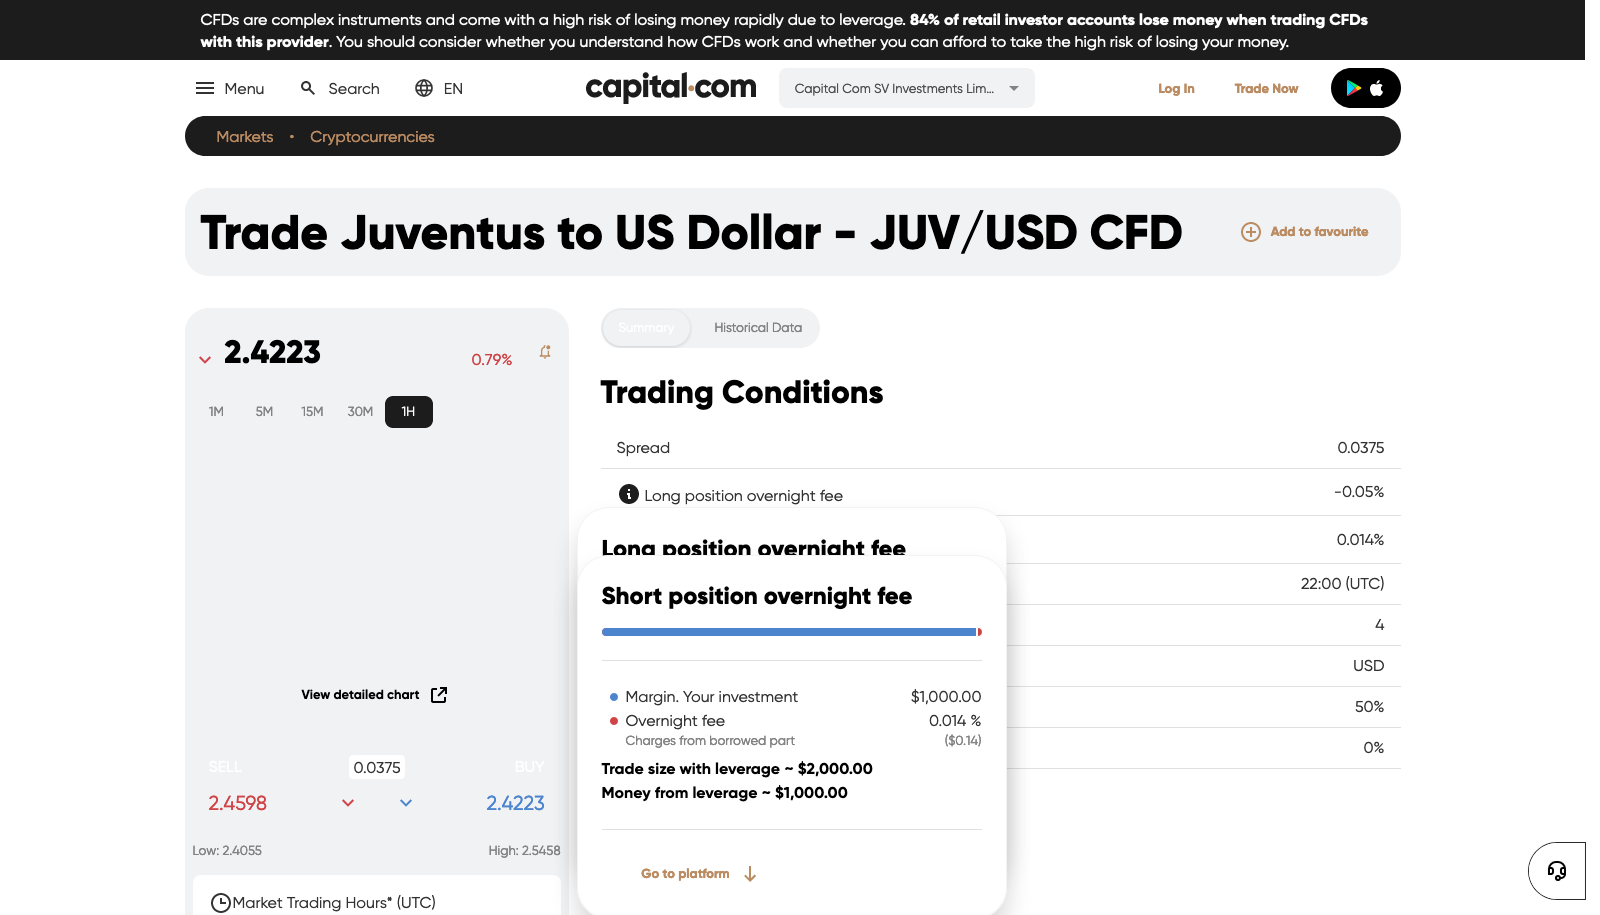 CFDs are complex instruments and come with a high risk of losing money rapidly due to leverage. 84% of retail investor accounts lose money when trading CFDs
with this provider. You should consider whether you understand how CFDs work and whether you can afford to take the high risk of losing your money.
Menu Search EN capital.com Capital Com SV Investments Lim... Log In Trade Now
Markets • Cryptocurrencies
Trade Juventus to US Dollar - JUV/USD CFD Add to favourite
2.4223 0.79%
1M 5M 15M 30M 1H
View detailed chart
SELL 0.0375 BUY
2.4598 2.4223
Low: 2.4055 High: 2.5458
Market Trading Hours* (UTC)
Summary Historical Data
Trading Conditions
Spread 0.0375
Long position overnight fee -0.05%
0.014%
22:00 (UTC)
4
USD
50%
0%
Long position overnight fee
Short position overnight fee
Margin. Your investment $1,000.00
Overnight fee 0.014 %
Charges from borrowed part ($0.14)
Trade size with leverage ~ $2,000.00
Money from leverage ~ $1,000.00
Go to platform